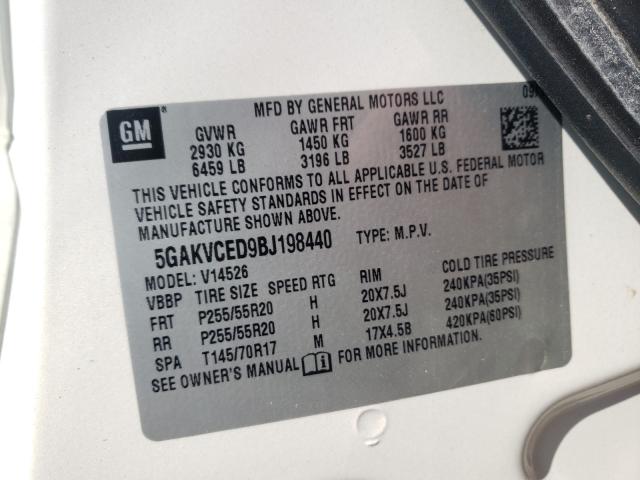 GM
MFD BY GENERAL MOTORS LLC
GVWR GAWR FRT GAWR RR
2930 KG 1450 KG 1600 KG
6459 LB 3196 LB 3527 LB
THIS VEHICLE CONFORMS TO ALL APPLICABLE U.S. FEDERAL MOTOR
VEHICLE SAFETY STANDARDS IN EFFECT ON THE DATE OF
MANUFACTURE SHOWN ABOVE.
5GAKVCED9BJ198440 TYPE: M.P.V.
MODEL: V14526
VBBP TIRE SIZE SPEED RTG RIM COLD TIRE PRESSURE
FRT P255/55R20 H 20X7.5J 240KPA(35PSI)
RR P255/55R20 H 20X7.5J 240KPA(35PSI)
SPA T145/70R17 M 17X4.5B 420KPA(60PSI)
SEE OWNER'S MANUAL FOR MORE INFORMATION.